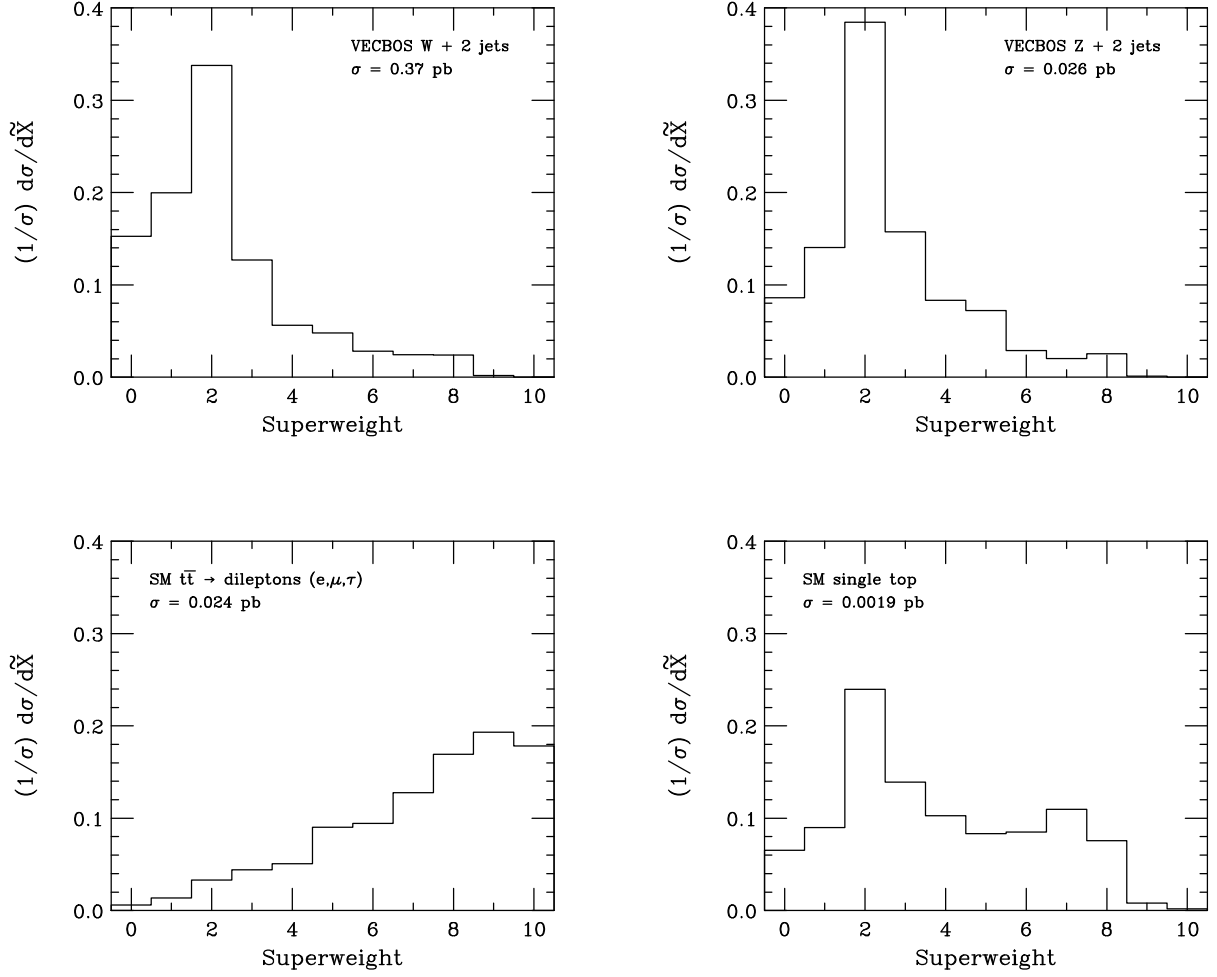 VECBOS W + 2 jets
σ = 0.37 pb
(1/σ) dσ/dX̃
0.4
0.3
0.2
0.1
0.0
0 2 4 6 8 10
Superweight
VECBOS Z + 2 jets
σ = 0.026 pb
(1/σ) dσ/dX̃
0.4
0.3
0.2
0.1
0.0
0 2 4 6 8 10
Superweight
SM tt̅ → dileptons (e,μ,τ)
σ = 0.024 pb
(1/σ) dσ/dX̃
0.4
0.3
0.2
0.1
0.0
0 2 4 6 8 10
Superweight
SM single top
σ = 0.0019 pb
(1/σ) dσ/dX̃
0.4
0.3
0.2
0.1
0.0
0 2 4 6 8 10
Superweight